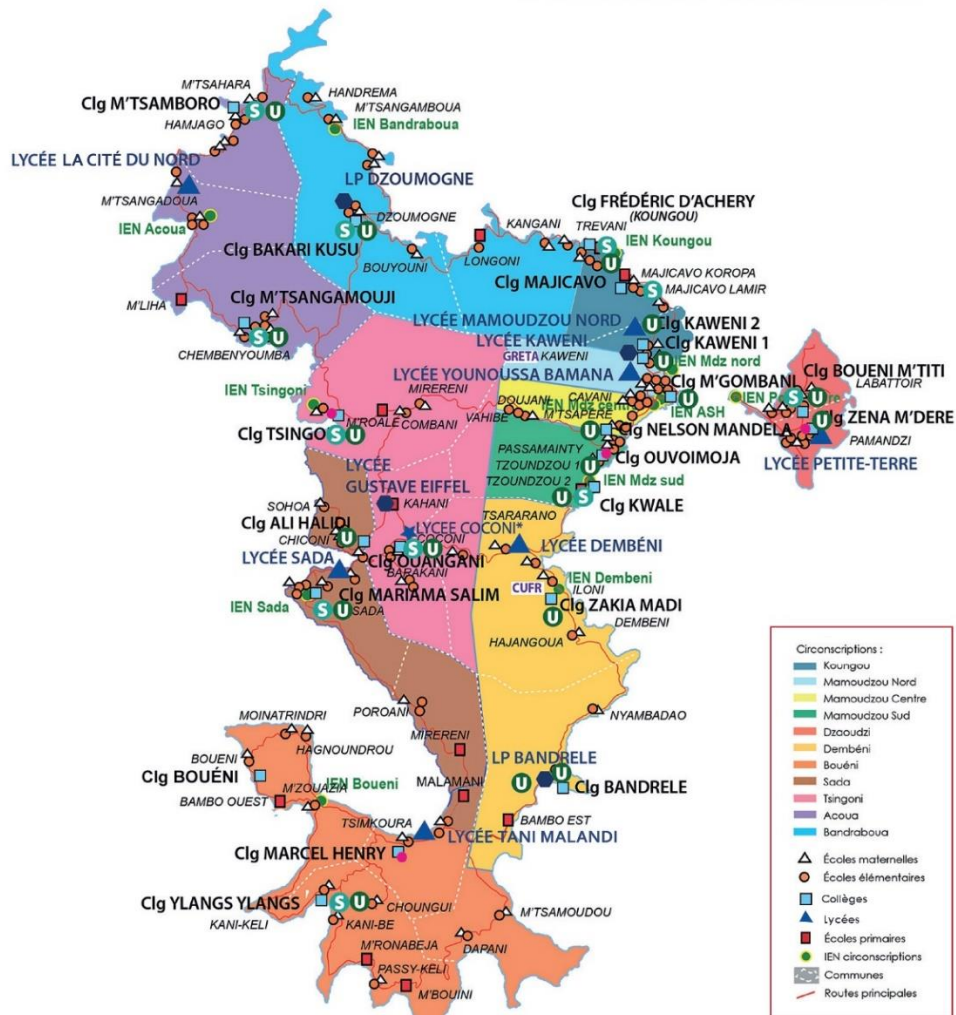 M'TSAHARA
HANDREMA
Clg M'TSAMBORO
S U
M'TSANGAMBOUA
HAMJAGO
IEN Bandraboua
LYCÉE LA CITÉ DU NORD
LP DZOUMOGNE
M'TSANGADOUA
DZOUMOGNE
IEN Acoua
S U
Clg BAKARI KUSU
BOUYOUNI
LONGONI
KANGANI
Clg FRÉDÉRIC D'ACHERY
(KOUNGOU)
TREVANI
S
IEN Koungou
U
Clg MAJICAVO
MAJICAVO KOROPA
S
MAJICAVO LAMIR
M'LIHA
Clg M'TSANGAMOUJI
S U
CHEMBENYOUMBA
LYCÉE MAMOUDZOU NORD
U
Clg KAWENI 2
LYCÉE KAWENI
Clg KAWENI 1
GRETA KAWENI
U
IEN Mdz nord
LYCÉE YOUNOUSSA BAMANA
Clg M'GOMBANI
Clg BOUENI M'TITI
LABATTOIR
IEN Tsingoni
MIRERENI
DOUJANI
CAVANI
IEN Mdz centre
U
IEN ASH
S U
M'ROALE
COMBANI
VAHIBE
M'TSAPERE
Clg TSINGO
S U
U
Clg NELSON MANDELA
U
Clg ZENA M'DERE
PASSAMAINTY
Clg OUVOIMOJA
PAMANDZI
LYCÉE PETITE-TERRE
LYCÉE
GUSTAVE EIFFEL
TZOUNDZOU 1
U
IEN Mdz sud
TZOUNDZOU 2
U S
Clg KWALE
KAHANI
SOHOA
TSARARANO
Clg ALI HALIDI
U
CHICONI
LYCEE COCONI*
COCONI
S U
LYCÉE DEMBÉNI
LYCÉE SADA
Clg OUANGANI
BARAKANI
IEN Dembeni
CUFR
ILONI
Clg MARIAMA SALIM
IEN Sada
S U
SADA
Clg ZAKIA MADI
U
DEMBENI
HAJANGOUA
POROANI
NYAMBADAO
MOINATRINDRI
HAGNOUNDROU
MIRERENI
BOUENI
Clg BOUÉNI
M'ZOUAZIA
IEN Boueni
BAMBO OUEST
MALAMANI
LP BANDRELE
U
U
Clg BANDRELE
TSIMKOURA
LYCÉE TANI MALANDI
BAMBO EST
Clg MARCEL HENRY
Clg YLANGS YLANGS
S U
CHOUNGUI
KANI-KELI
KANI-BE
M'TSAMOUDOU
M'RONABEJA
DAPANI
PASSY-KELI
M'BOUINI
Circonscriptions :
Koungou
Mamoudzou Nord
Mamoudzou Centre
Mamoudzou Sud
Dzaoudzi
Dembéni
Bouéni
Sada
Tsingoni
Acoua
Bandraboua
Écoles maternelles
Écoles élémentaires
Collèges
Lycées
Écoles primaires
IEN circonscriptions
Communes
Routes principales